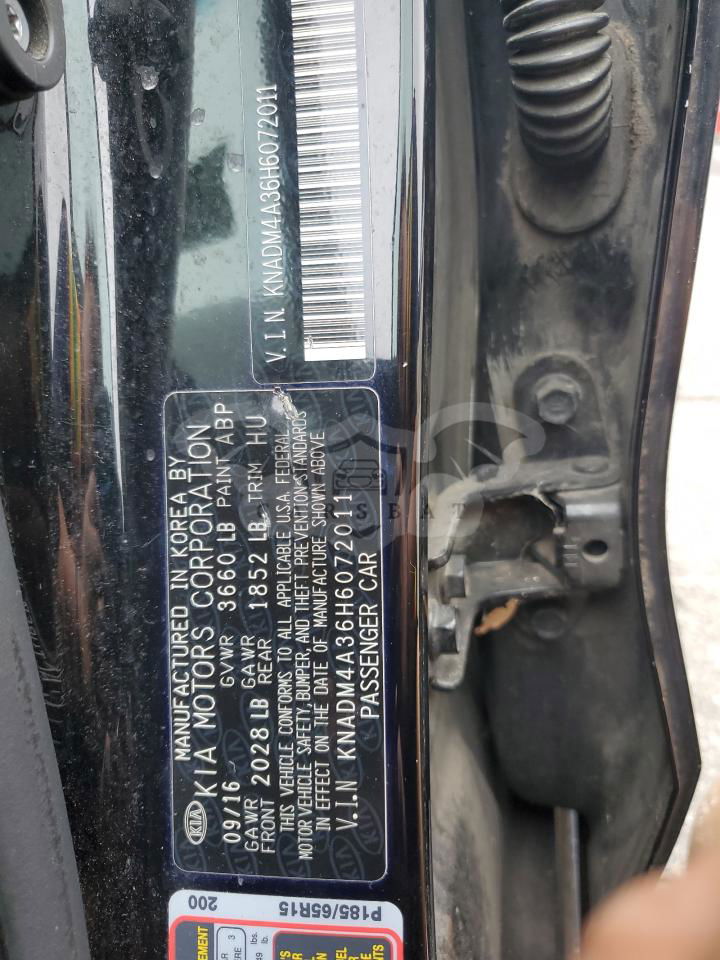 V.I.N. KNADM4A36H6072011
MANUFACTURED IN KOREA BY
KIA KIA MOTORS CORPORATION
09/16 GVWR 3660 LB PAINT ABP
GAWR FRONT 2028 LB GAWR REAR 1852 LB TRIM HU
THIS VEHICLE CONFORMS TO ALL APPLICABLE U.S.A. FEDERAL
MOTOR VEHICLE SAFETY, BUMPER, AND THEFT PREVENTION STANDARDS
IN EFFECT ON THE DATE OF MANUFACTURE SHOWN ABOVE
V.I.N KNADM4A36H6072011
PASSENGER CAR
200
P185/65R15